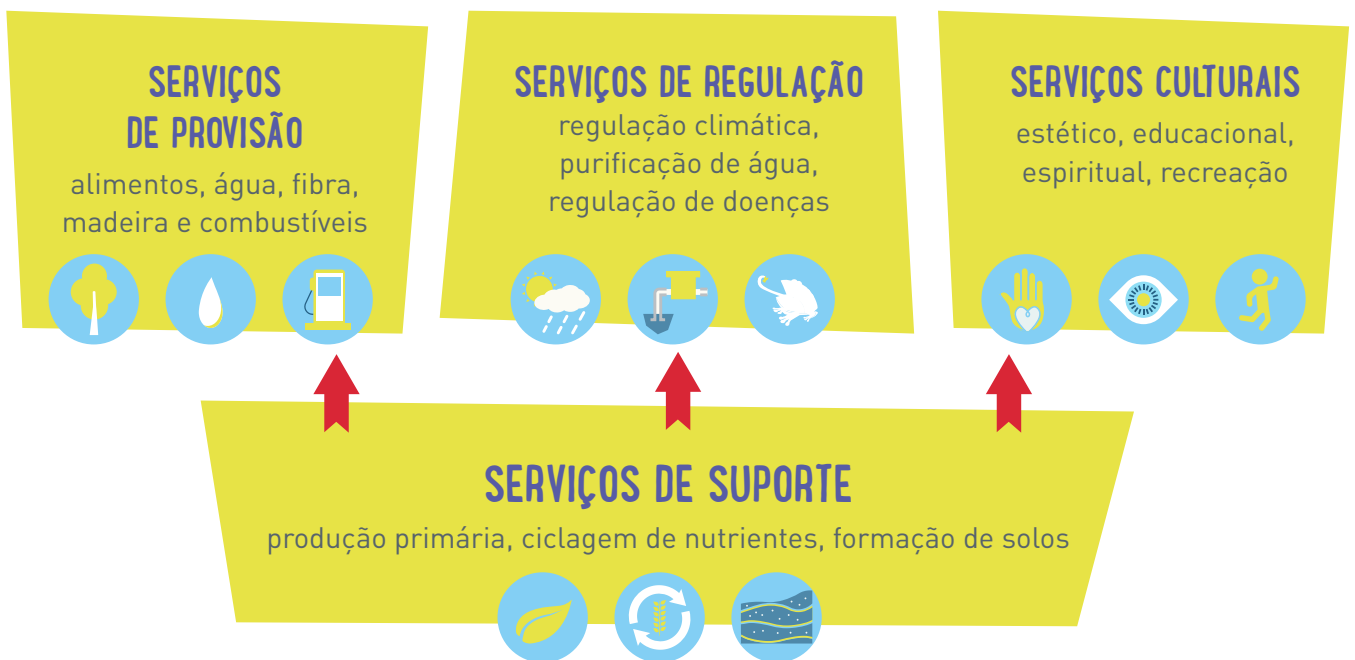 SERVIÇOS
DE PROVISÃO
alimentos, água, fibra,
madeira e combustíveis
SERVIÇOS DE REGULAÇÃO
regulação climática,
purificação de água,
regulação de doenças
SERVIÇOS CULTURAIS
estético, educacional,
espiritual, recreação
SERVIÇOS DE SUPORTE
produção primária, ciclagem de nutrientes, formação de solos